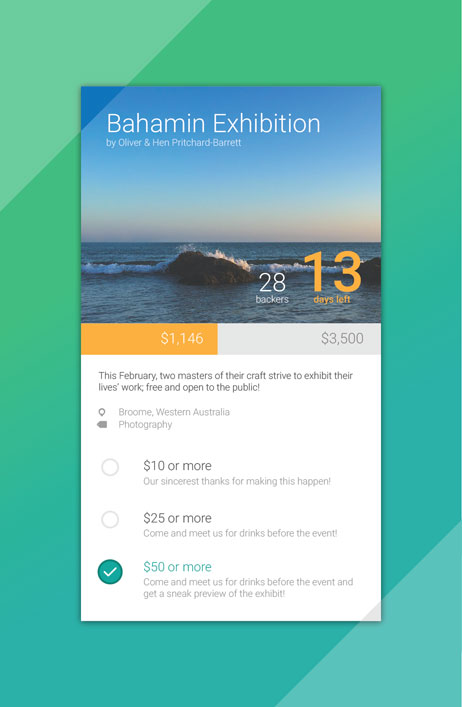 Bahamin Exhibition
by Oliver & Hen Pritchard-Barrett
28
backers
13
days left
$1,146
$3,500
This February, two masters of their craft strive to exhibit their
lives' work; free and open to the public!
Broome, Western Australia
Photography
$10 or more
Our sincerest thanks for making this happen!
$25 or more
Come and meet us for drinks before the event!
$50 or more
Come and meet us for drinks before the event and
get a sneak preview of the exhibit!